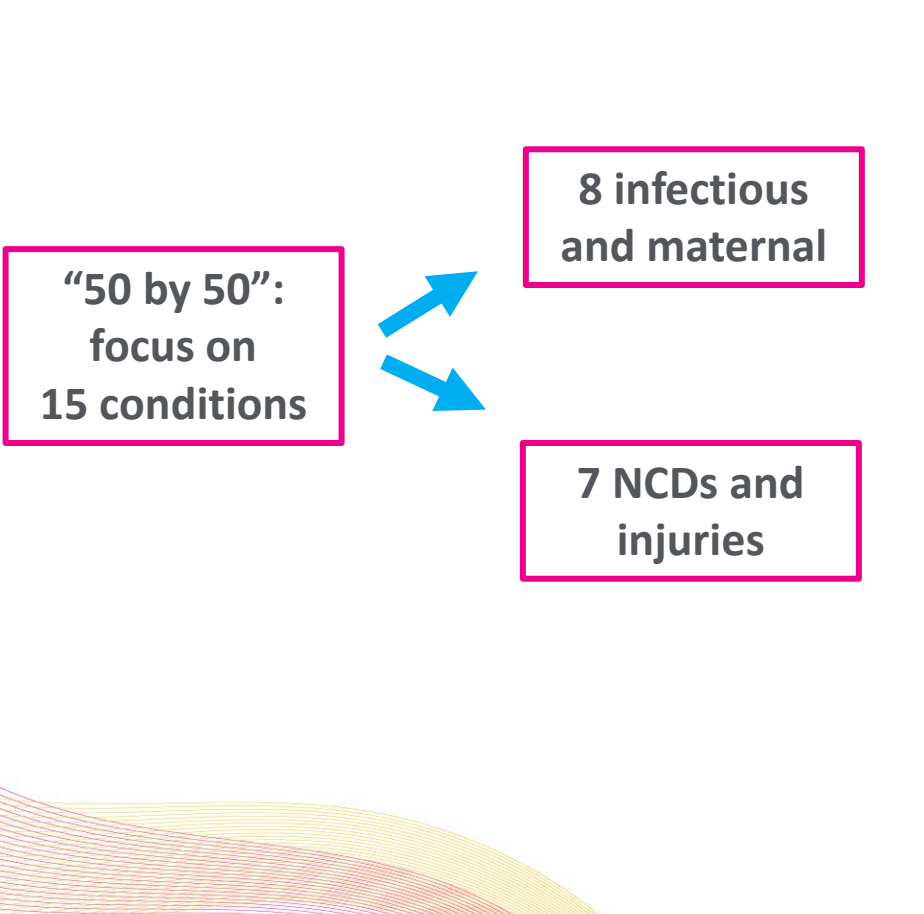 “50 by 50”:
focus on
15 conditions
8 infectious
and maternal
7 NCDs and
injuries